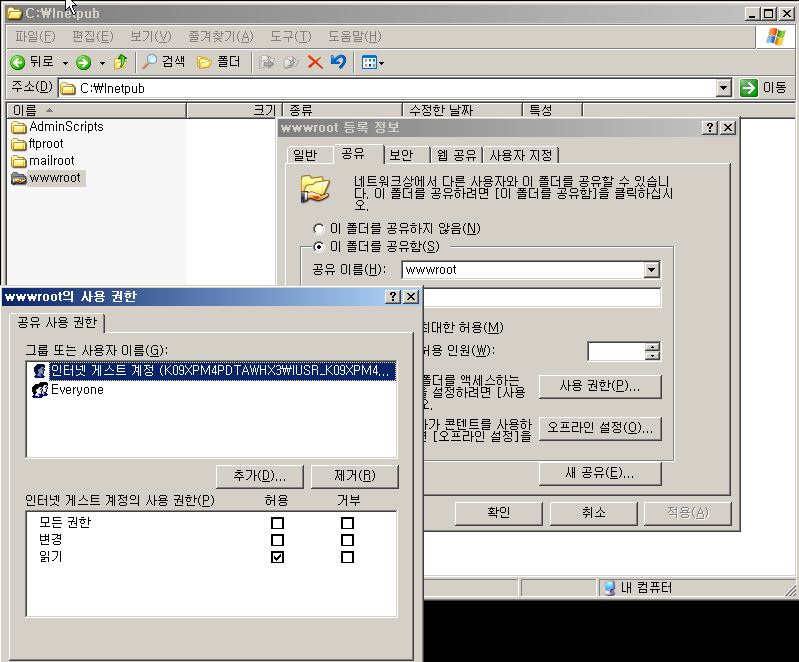 C:\Inetpub
파일(F) 편집(E) 보기(V) 즐겨찾기(A) 도구(T) 도움말(H)
뒤로 검색 폴더
주소(D) C:\Inetpub 이동
이름 크기 종류 수정한 날짜 특성
AdminScripts
ftproot
mailroot
wwwroot
wwwroot 등록 정보
일반 공유 보안 웹 공유 사용자 지정
네트워크상에서 다른 사용자와 이 폴더를 공유할 수 있습니
다. 이 폴더를 공유하려면 [이 폴더를 공유함]을 클릭하십시
오.
이 폴더를 공유하지 않음(N)
이 폴더를 공유함(S)
공유 이름(H): wwwroot
최대한 허용(M)
허용 인원(W):
폴더를 액세스하는
을 설정하려면 [사용
오.
사용 권한(P)...
가 콘텐트를 사용하
면 [오프라인 설정]을
오프라인 설정(O)...
새 공유(E)...
확인 취소 적용(A)
내 컴퓨터
wwwroot의 사용 권한
공유 사용 권한
그룹 또는 사용자 이름(G):
인터넷 게스트 계정 (K09XPM4PDTAWHX3\IUSR_K09XPM4...
Everyone
추가(D)... 제거(R)
인터넷 게스트 계정의 사용 권한(P) 허용 거부
모든 권한
변경
읽기